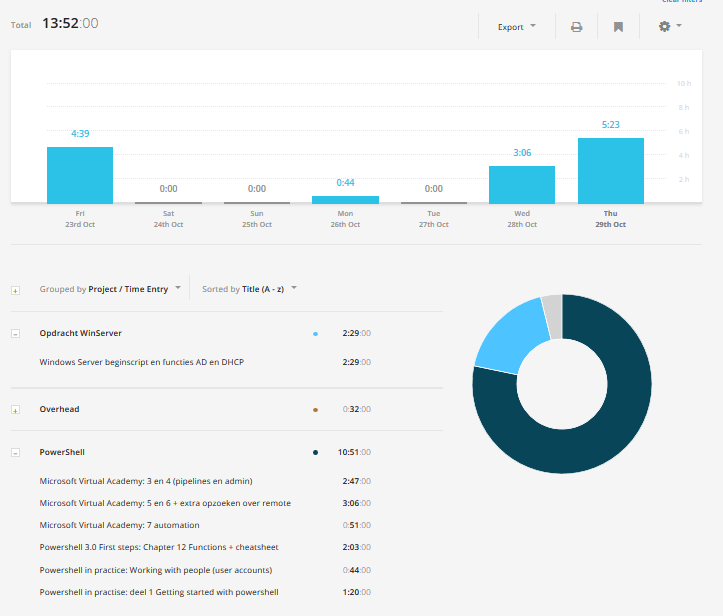 Clear filters
Total 13:52:00
Export
10 h
8 h
6 h
4 h
2 h
4:39
0:00
0:00
0:44
0:00
3:06
5:23
Fri
23rd Oct
Sat
24th Oct
Sun
25th Oct
Mon
26th Oct
Tue
27th Oct
Wed
28th Oct
Thu
29th Oct
Grouped by Project / Time Entry
Sorted by Title (A - z)
Opdracht WinServer 2:29:00
Windows Server beginscript en functies AD en DHCP 2:29:00
Overhead 0:32:00
PowerShell 10:51:00
Microsoft Virtual Academy: 3 en 4 (pipelines en admin) 2:47:00
Microsoft Virtual Academy: 5 en 6 + extra opzoeken over remote 3:06:00
Microsoft Virtual Academy: 7 automation 0:51:00
Powershell 3.0 First steps: Chapter 12 Functions + cheatsheet 2:03:00
Powershell in practice: Working with people (user accounts) 0:44:00
Powershell in practise: deel 1 Getting started with powershell 1:20:00